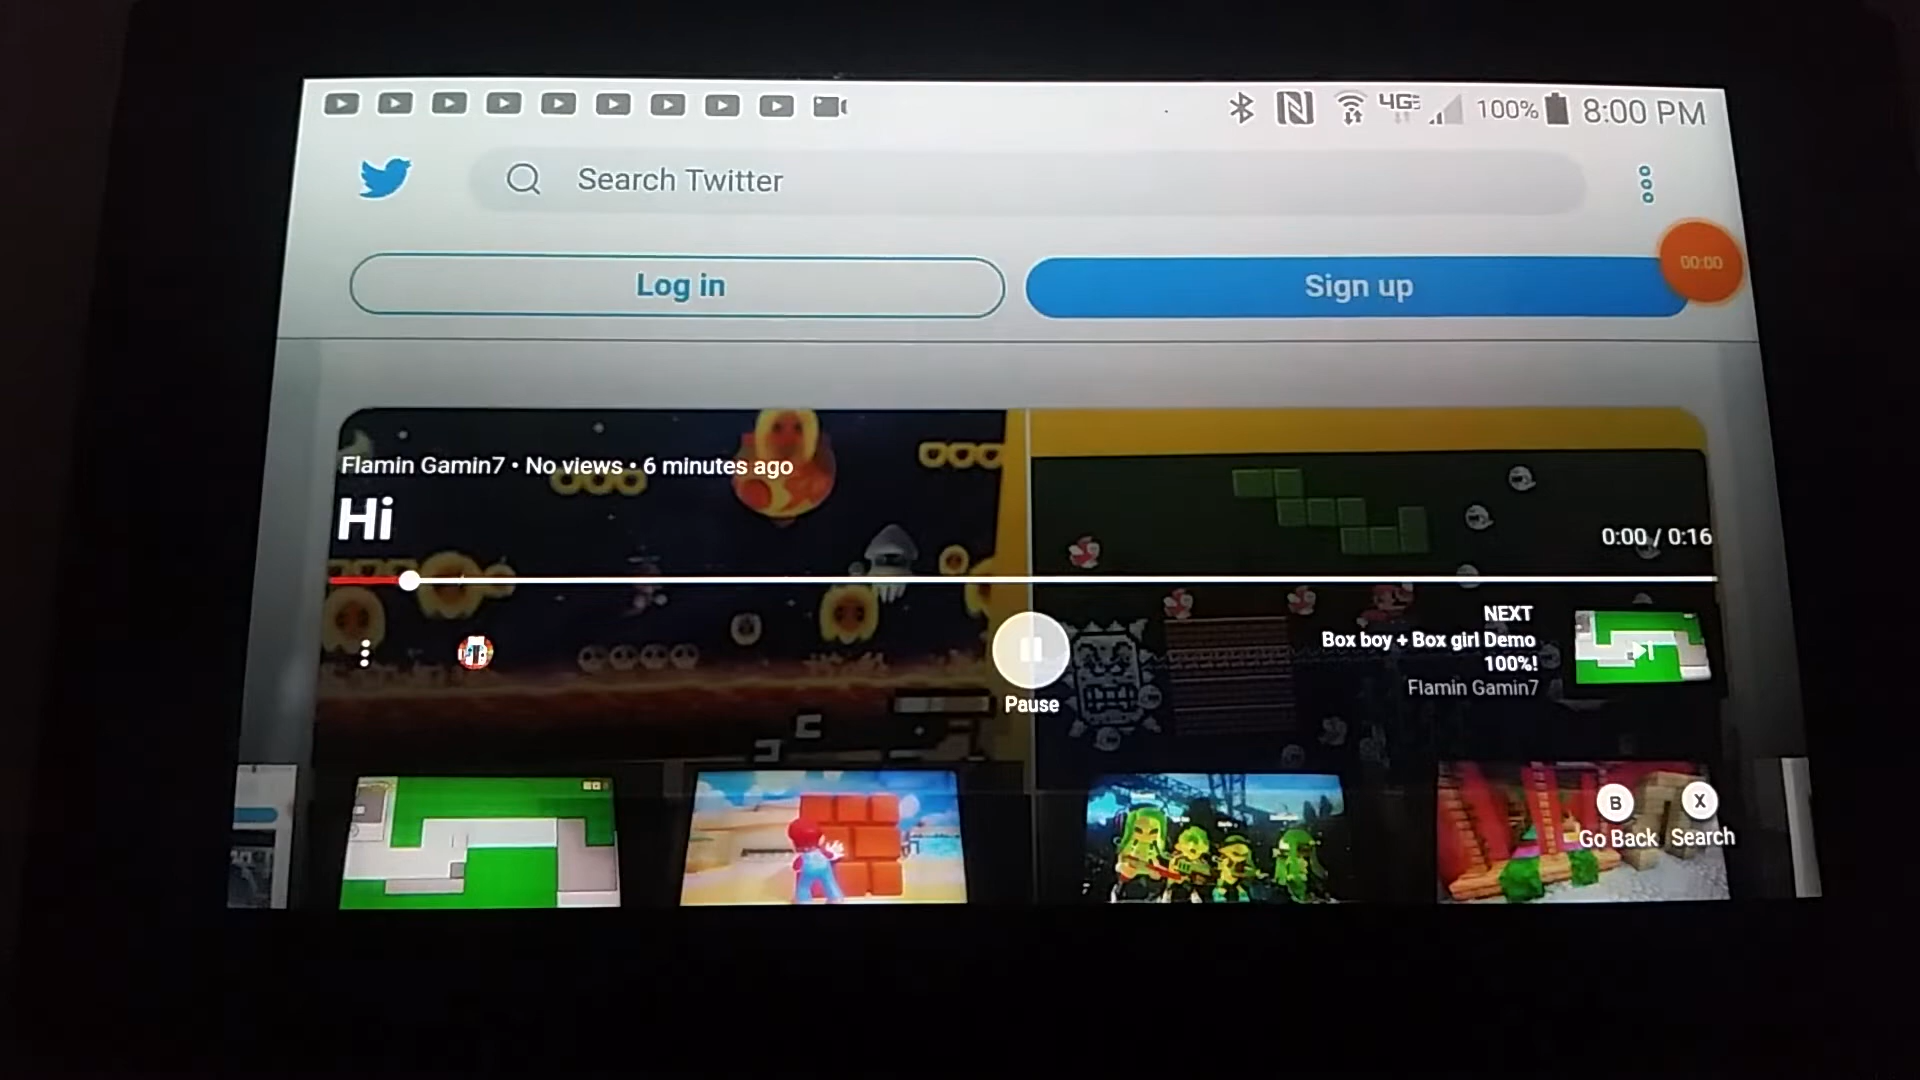 4G 100% 8:00 PM
Search Twitter
Log in
Sign up
00:00
Flamin Gamin7 • No views • 6 minutes ago
Hi
0:00 / 0:16
NEXT
Box boy + Box girl Demo
100%!
Flamin Gamin7
Pause
B
X
Go Back
Search